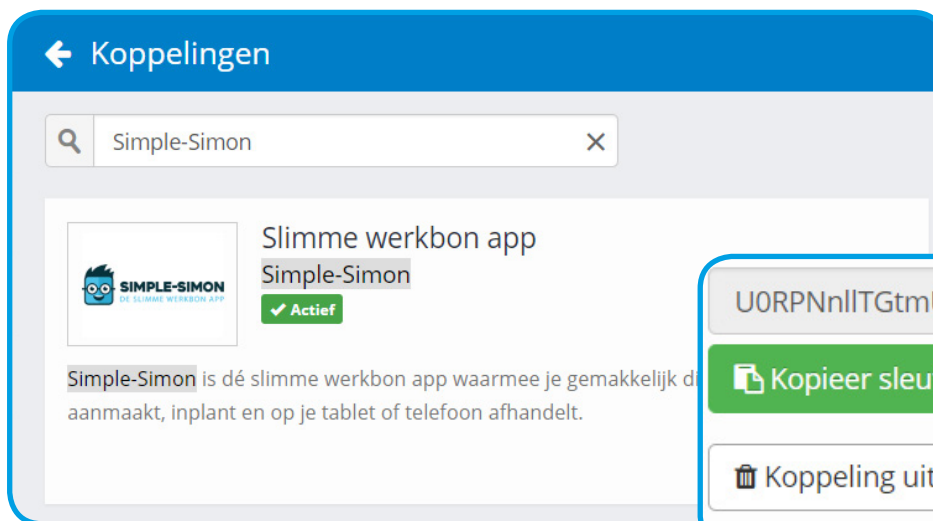 Koppelingen
Simple-Simon
Slimme werkbon app
Simple-Simon
Actief
SIMPLE-SIMON
DE SLIMME WERKBON APP
Simple-Simon is dé slimme werkbon app waarmee je gemakkelijk di
aanmaakt, inplant en op je tablet of telefoon afhandelt.
U0RPNnllTGtm
Kopieer sleu
Koppeling uit